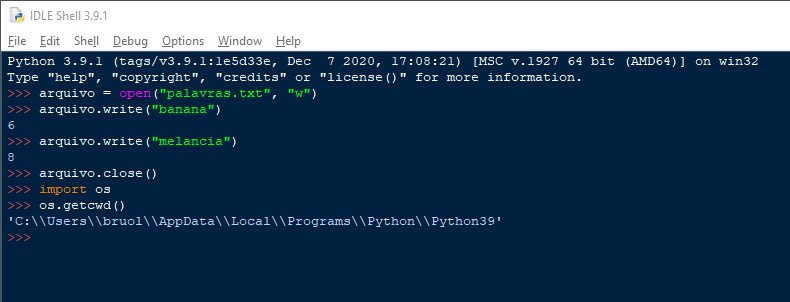 IDLE Shell 3.9.1
File Edit Shell Debug Options Window Help
Python 3.9.1 (tags/v3.9.1:1e5d33e, Dec  7 2020, 17:08:21) [MSC v.1927 64 bit (AMD64)] on win32
Type "help", "copyright", "credits" or "license()" for more information.
>>> arquivo = open("palavras.txt", "w")
>>> arquivo.write("banana")
6
>>> arquivo.write("melancia")
8
>>> arquivo.close()
>>> import os
>>> os.getcwd()
'C:\\Users\\bruol\\AppData\\Local\\Programs\\Python\\Python39'
>>>